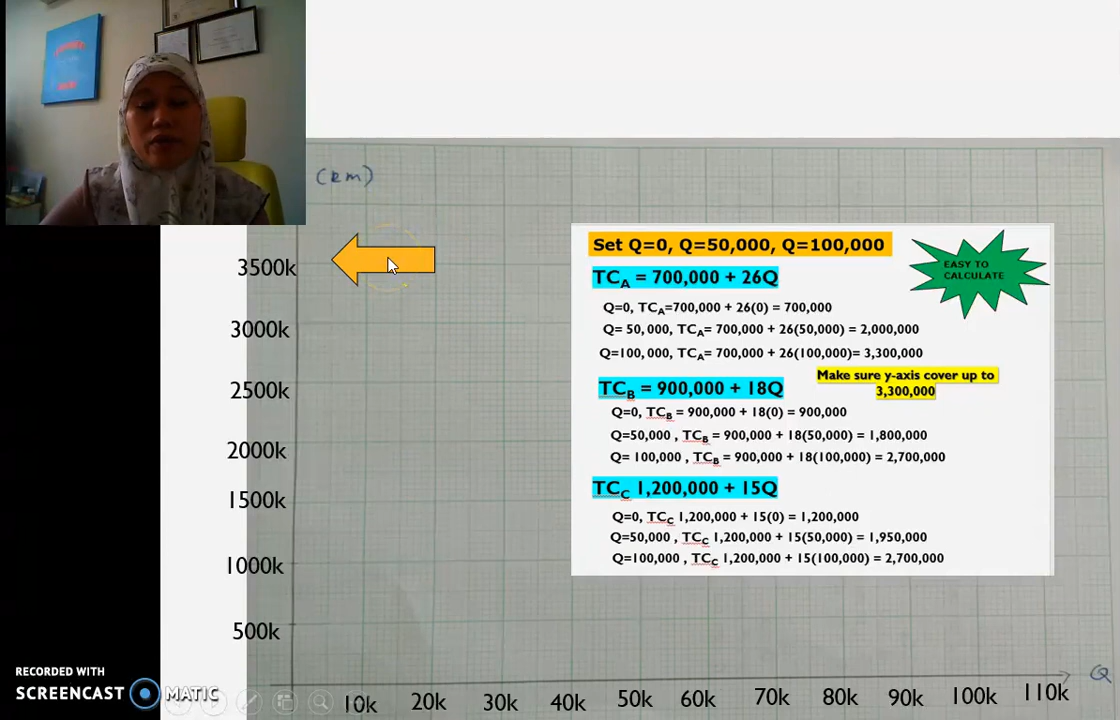 (RM)
3500k
3000k
2500k
2000k
1500k
1000k
500k
Set Q=0, Q=50,000, Q=100,000
EASY TO
CALCULATE
TCA = 700,000 + 26Q
Q=0, TCA=700,000 + 26(0) = 700,000
Q= 50, 000, TCA= 700,000 + 26(50,000) = 2,000,000
Q=100, 000, TCA= 700,000 + 26(100,000)= 3,300,000
Make sure y-axis cover up to
3,300,000
TCB = 900,000 + 18Q
Q=0, TCB = 900,000 + 18(0) = 900,000
Q=50,000 , TCB = 900,000 + 18(50,000) = 1,800,000
Q= 100,000 , TCB = 900,000 + 18(100,000) = 2,700,000
TCC 1,200,000 + 15Q
Q=0, TCC 1,200,000 + 15(0) = 1,200,000
Q=50,000 , TCC 1,200,000 + 15(50,000) = 1,950,000
Q=100,000 , TCC 1,200,000 + 15(100,000) = 2,700,000
Q
10k 20k 30k 40k 50k 60k 70k 80k 90k 100k 110k
RECORDED WITH
SCREENCAST MATIC